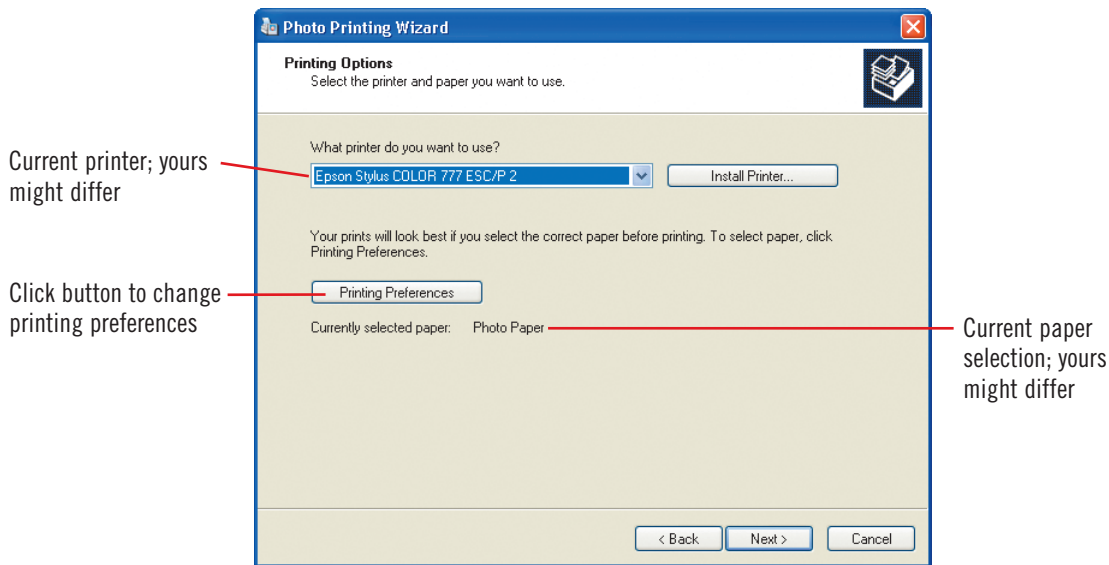 Photo Printing Wizard
Printing Options
Select the printer and paper you want to use.
What printer do you want to use?
Current printer; yours
might differ
Epson Stylus COLOR 777 ESC/P 2
Install Printer...
Your prints will look best if you select the correct paper before printing. To select paper, click
Printing Preferences.
Click button to change
printing preferences
Printing Preferences
Currently selected paper: Photo Paper
Current paper
selection; yours
might differ
< Back
Next >
Cancel